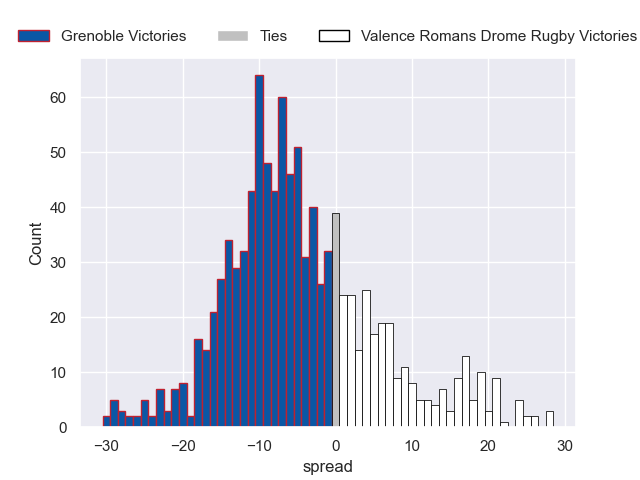 Grenoble Victories Ties Valence Romans Drome Rugby Victories
60
50
40
30
20
10
0
Count
−30 −20 −10 0 10 20 30
spread